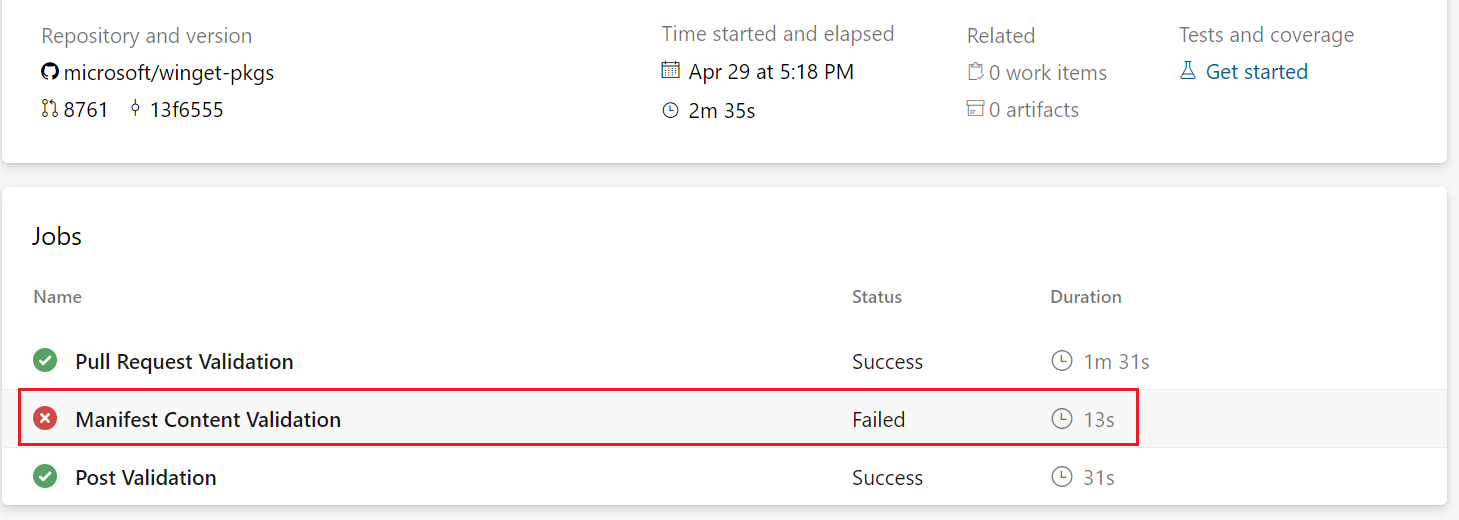 Repository and version
microsoft/winget-pkgs
8761 13f6555
Time started and elapsed
Apr 29 at 5:18 PM
2m 35s
Related
0 work items
0 artifacts
Tests and coverage
Get started
Jobs
Name Status Duration
Pull Request Validation Success 1m 31s
Manifest Content Validation Failed 13s
Post Validation Success 31s